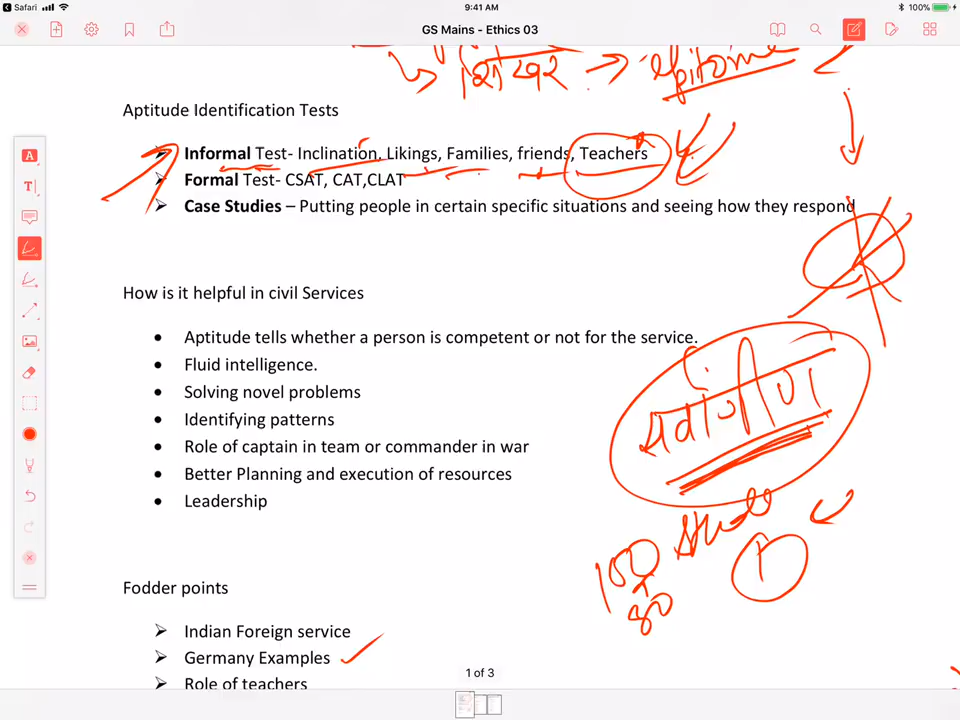 Safari 9:41 AM 100%
GS Mains - Ethics 03
→ epitome
Aptitude Identification Tests
➢ Informal Test- Inclination, Likings, Families, friends, Teachers
➢ Formal Test- CSAT, CAT,CLAT
➢ Case Studies – Putting people in certain specific situations and seeing how they respond
How is it helpful in civil Services
• Aptitude tells whether a person is competent or not for the service.
• Fluid intelligence.
• Solving novel problems
• Identifying patterns
• Role of captain in team or commander in war
• Better Planning and execution of resources
• Leadership
सर्वांगीण
150
80
Fodder points
➢ Indian Foreign service
➢ Germany Examples
➢ Role of teachers
1 of 3